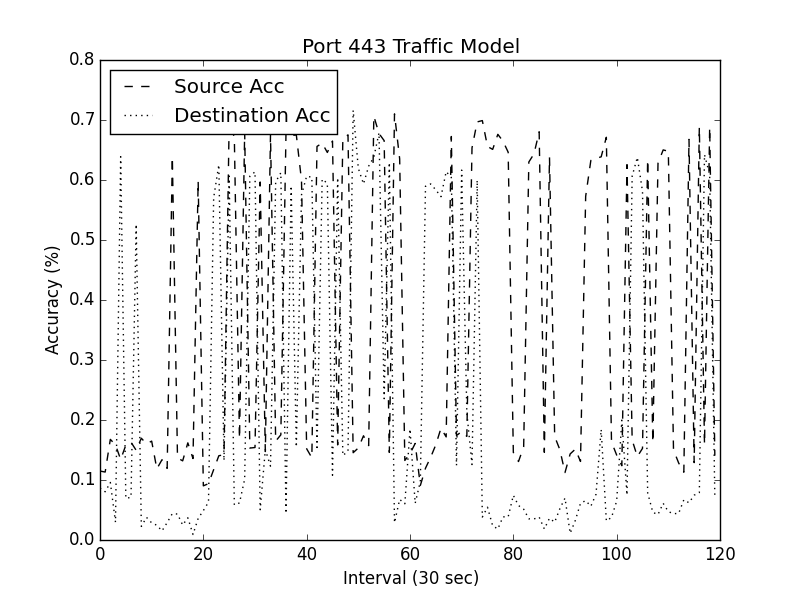 Port 443 Traffic Model
Source Acc
Destination Acc
0.8
0.7
0.6
0.5
0.4
0.3
0.2
0.1
0.0
Accuracy (%)
0 20 40 60 80 100 120
Interval (30 sec)